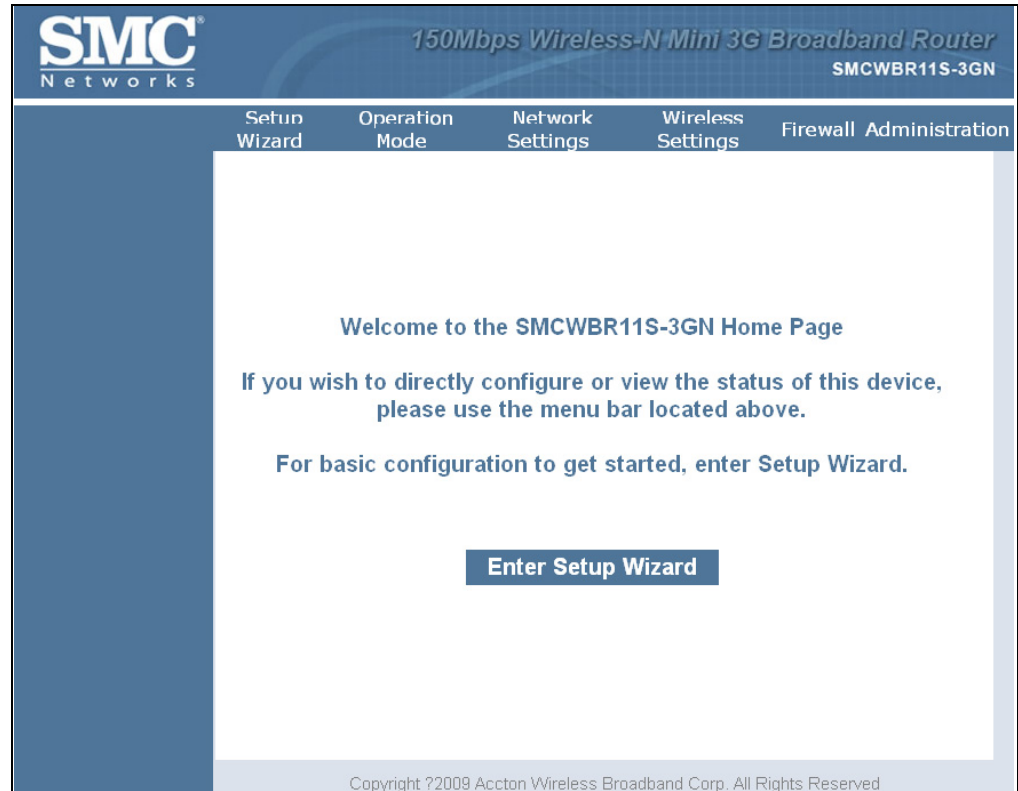 SMC®
Networks
150Mbps Wireless-N Mini 3G Broadband Router
SMCWBR11S-3GN
Setup Wizard
Operation Mode
Network Settings
Wireless Settings
Firewall
Administration
Welcome to the SMCWBR11S-3GN Home Page
If you wish to directly configure or view the status of this device,
please use the menu bar located above.
For basic configuration to get started, enter Setup Wizard.
Enter Setup Wizard
Copyright ?2009 Accton Wireless Broadband Corp. All Rights Reserved